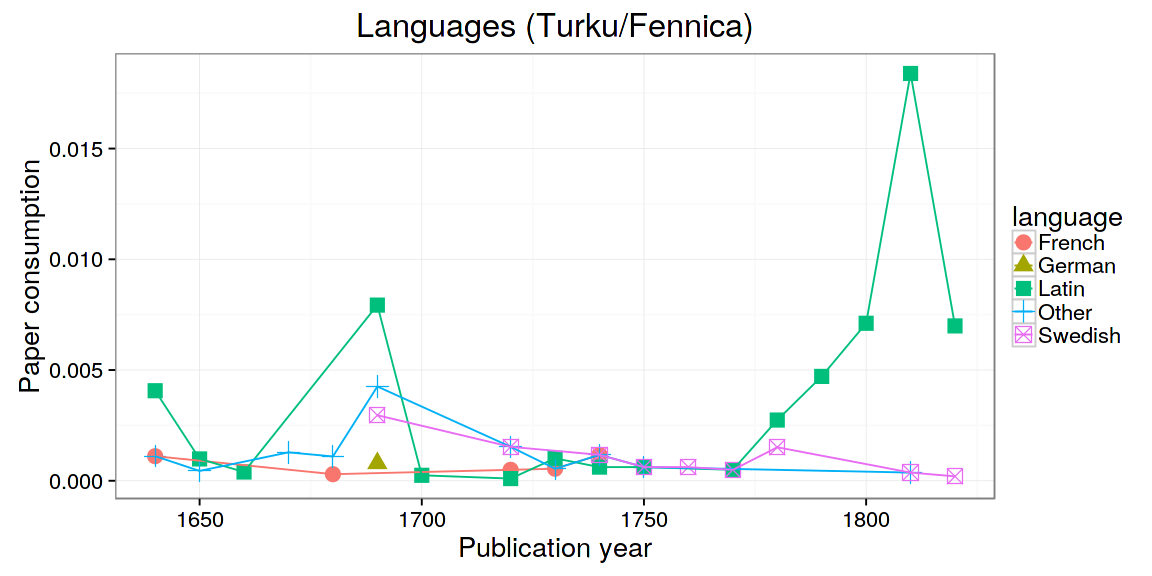 Languages (Turku/Fennica)
Paper consumption
0.015
0.010
0.005
0.000
1650 1700 1750 1800
Publication year
language
French
German
Latin
Other
Swedish